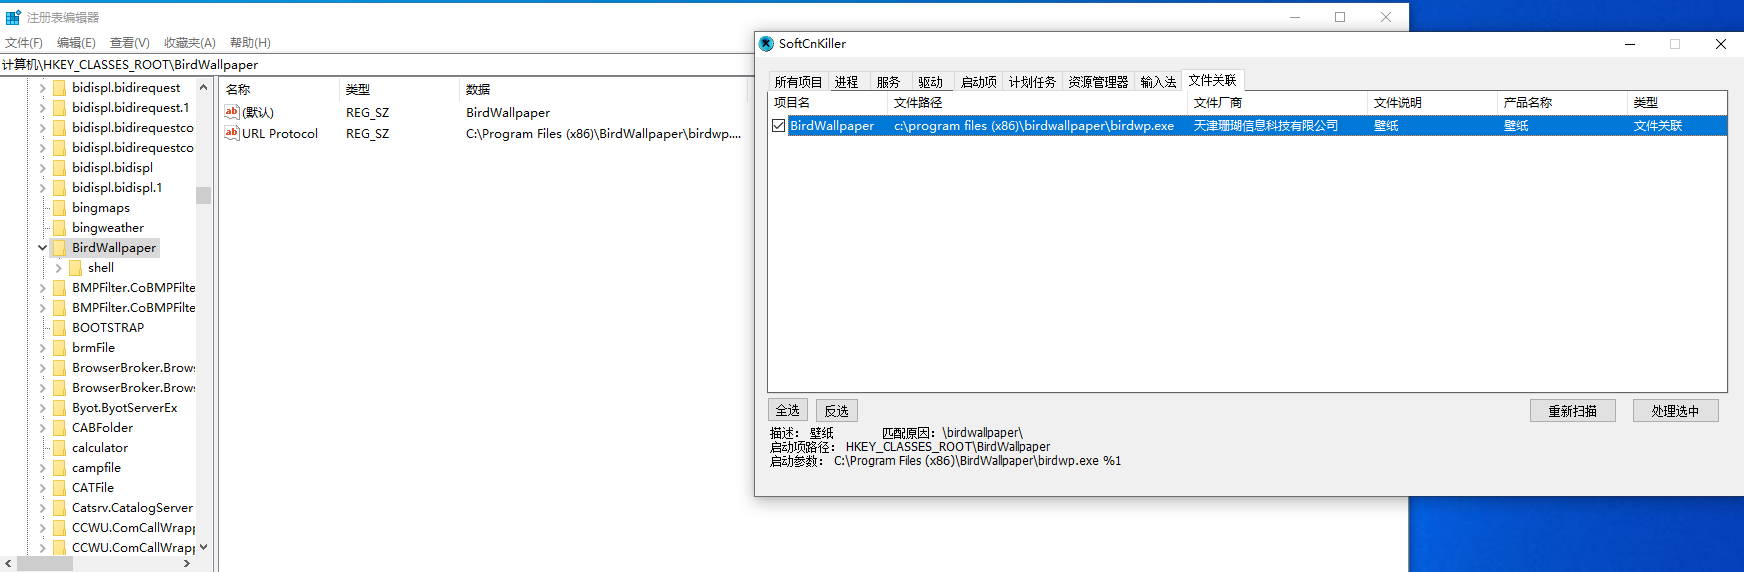 注册表编辑器
文件(F) 编辑(E) 查看(V) 收藏夹(A) 帮助(H)
计算机\HKEY_CLASSES_ROOT\BirdWallpaper
bidispl.bidirequest
bidispl.bidirequest.1
bidispl.bidirequestco
bidispl.bidirequestco
bidispl.bidispl
bidispl.bidispl.1
bingmaps
bingweather
BirdWallpaper
shell
BMPFilter.CoBMPFilte
BMPFilter.CoBMPFilte
BOOTSTRAP
brmFile
BrowserBroker.Brows
BrowserBroker.Brows
Byot.ByotServerEx
CABFolder
calculator
campfile
CATFile
Catsrv.CatalogServer
CCWU.ComCallWrapp
CCWU.ComCallWrapp
名称 类型 数据
ab (默认) REG_SZ BirdWallpaper
ab URL Protocol REG_SZ C:\Program Files (x86)\BirdWallpaper\birdwp....
SoftCnKiller
所有项目 进程 服务 驱动 启动项 计划任务 资源管理器 输入法 文件关联
项目名 文件路径 文件厂商 文件说明 产品名称 类型
BirdWallpaper c:\program files (x86)\birdwallpaper\birdwp.exe 天津珊瑚信息科技有限公司 壁纸 壁纸 文件关联
全选 反选 重新扫描 处理选中
描述： 壁纸 匹配原因：\birdwallpaper\
启动项路径： HKEY_CLASSES_ROOT\BirdWallpaper
启动参数： C:\Program Files (x86)\BirdWallpaper\birdwp.exe %1